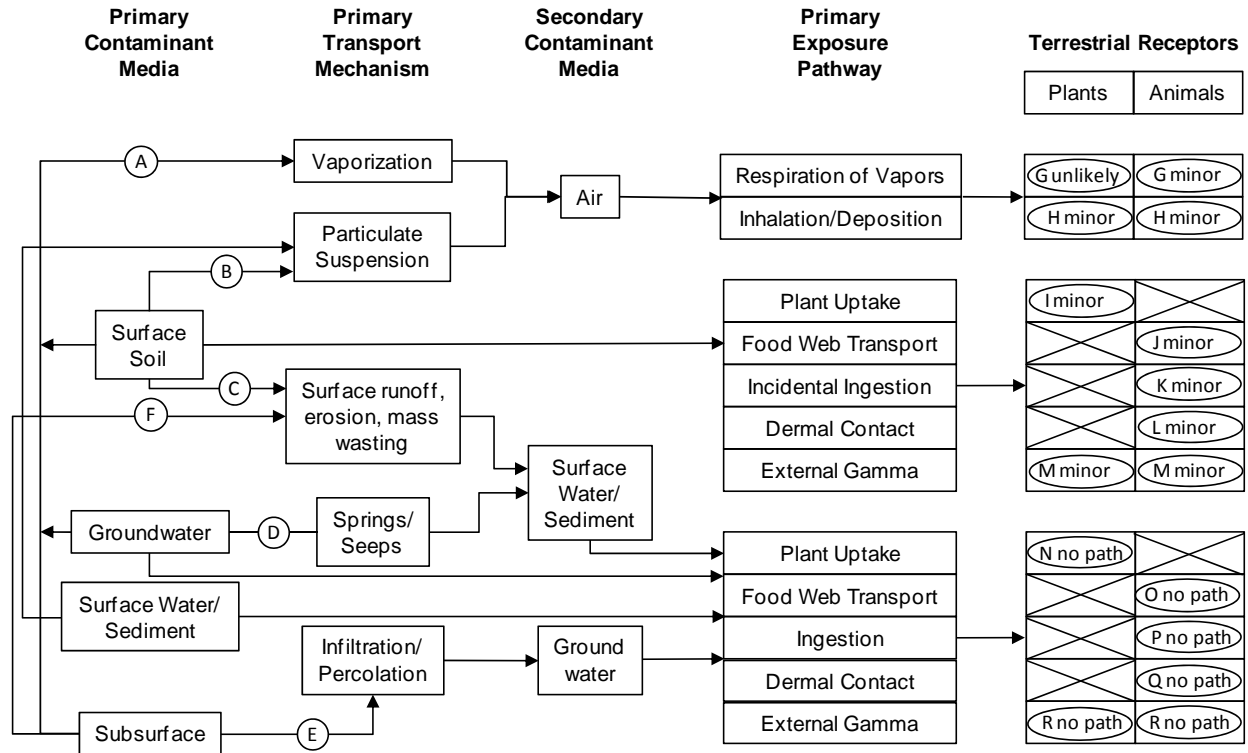 Primary
Contaminant
Media
Primary
Transport
Mechanism
Secondary
Contaminant
Media
Primary
Exposure
Pathway
Terrestrial Receptors
Plants
Animals
A
Vaporization
Air
Respiration of Vapors
Inhalation/Deposition
G unlikely
G minor
H minor
H minor
Particulate
Suspension
B
Surface
Soil
C
F
Surface runoff,
erosion, mass
wasting
Plant Uptake
Food Web Transport
Incidental Ingestion
Dermal Contact
External Gamma
I minor
J minor
K minor
L minor
M minor
M minor
Surface
Water/
Sediment
Groundwater
D
Springs/
Seeps
Surface Water/
Sediment
Infiltration/
Percolation
Ground
water
Subsurface
E
Plant Uptake
Food Web Transport
Ingestion
Dermal Contact
External Gamma
N no path
O no path
P no path
Q no path
R no path
R no path